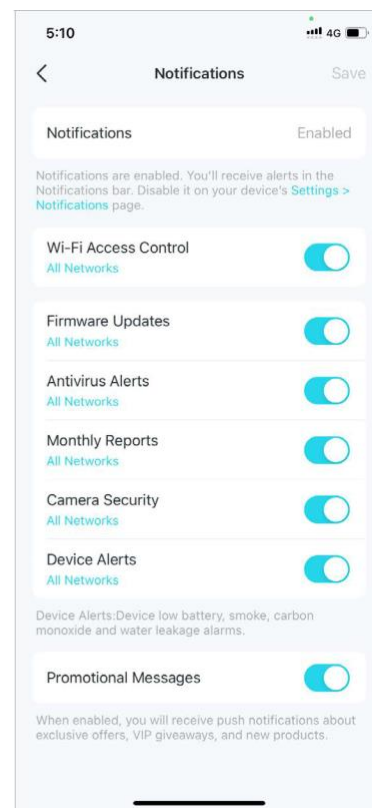 5:10
4G
Notifications
Save
Notifications
Enabled
Notifications are enabled. You'll receive alerts in the
Notifications bar. Disable it on your device's Settings >
Notifications page.
Wi-Fi Access Control
All Networks
Firmware Updates
All Networks
Antivirus Alerts
All Networks
Monthly Reports
All Networks
Camera Security
All Networks
Device Alerts
All Networks
Device Alerts:Device low battery, smoke, carbon
monoxide and water leakage alarms.
Promotional Messages
When enabled, you will receive push notifications about
exclusive offers, VIP giveaways, and new products.